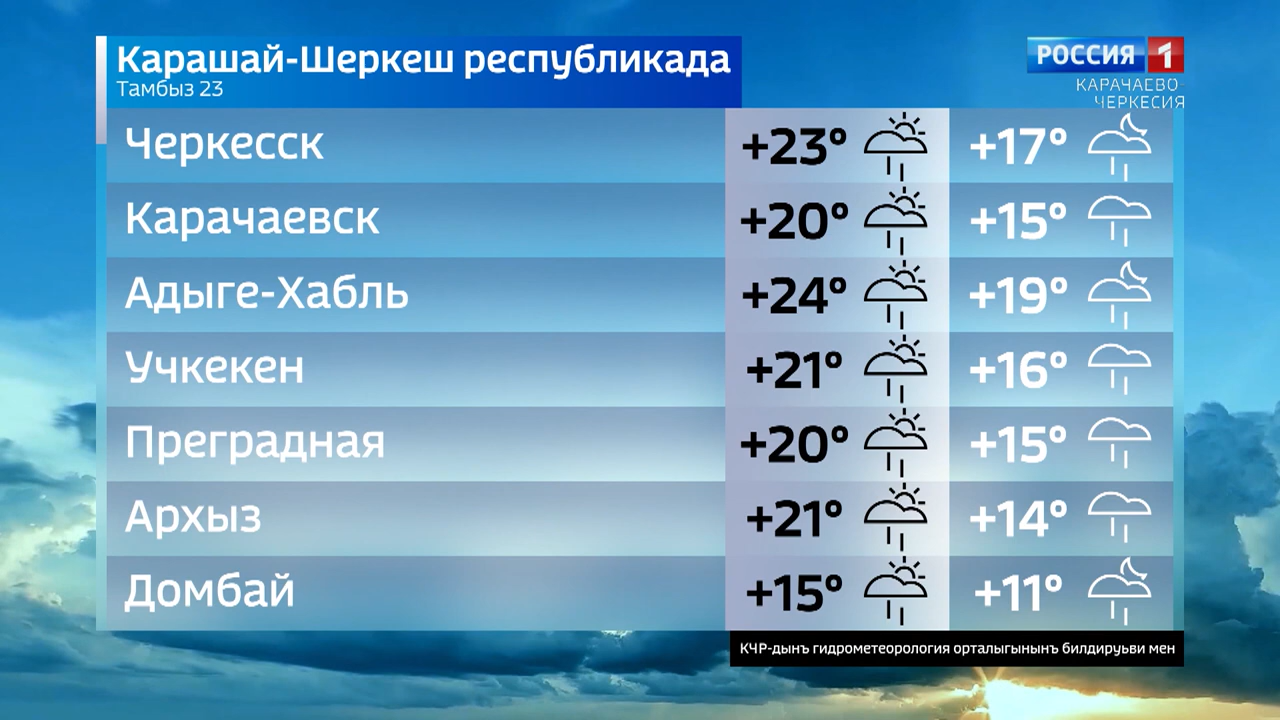 Карашай-Шеркеш республикада
Тамбыз 23
РОССИЯ 1
КАРАЧАЕВО-
ЧЕРКЕСИЯ
Черкесск +23° +17°
Карачаевск +20° +15°
Адыге-Хабль +24° +19°
Учкекен +21° +16°
Преградная +20° +15°
Архыз +21° +14°
Домбай +15° +11°
КЧР-дынъ гидрометеорология орталыгынынъ билдируьви мен